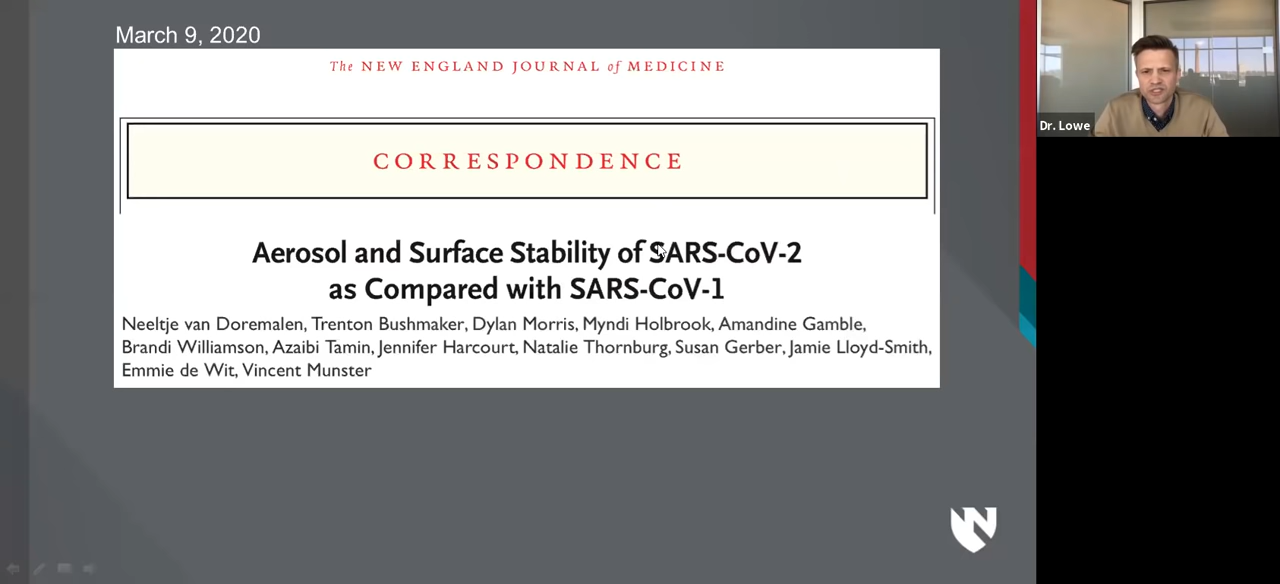 March 9, 2020
The NEW ENGLAND JOURNAL of MEDICINE
CORRESPONDENCE
Aerosol and Surface Stability of SARS-CoV-2
as Compared with SARS-CoV-1
Neeltje van Doremalen, Trenton Bushmaker, Dylan Morris, Myndi Holbrook, Amandine Gamble,
Brandi Williamson, Azaibi Tamin, Jennifer Harcourt, Natalie Thornburg, Susan Gerber, Jamie Lloyd-Smith,
Emmie de Wit, Vincent Munster
Dr. Lowe